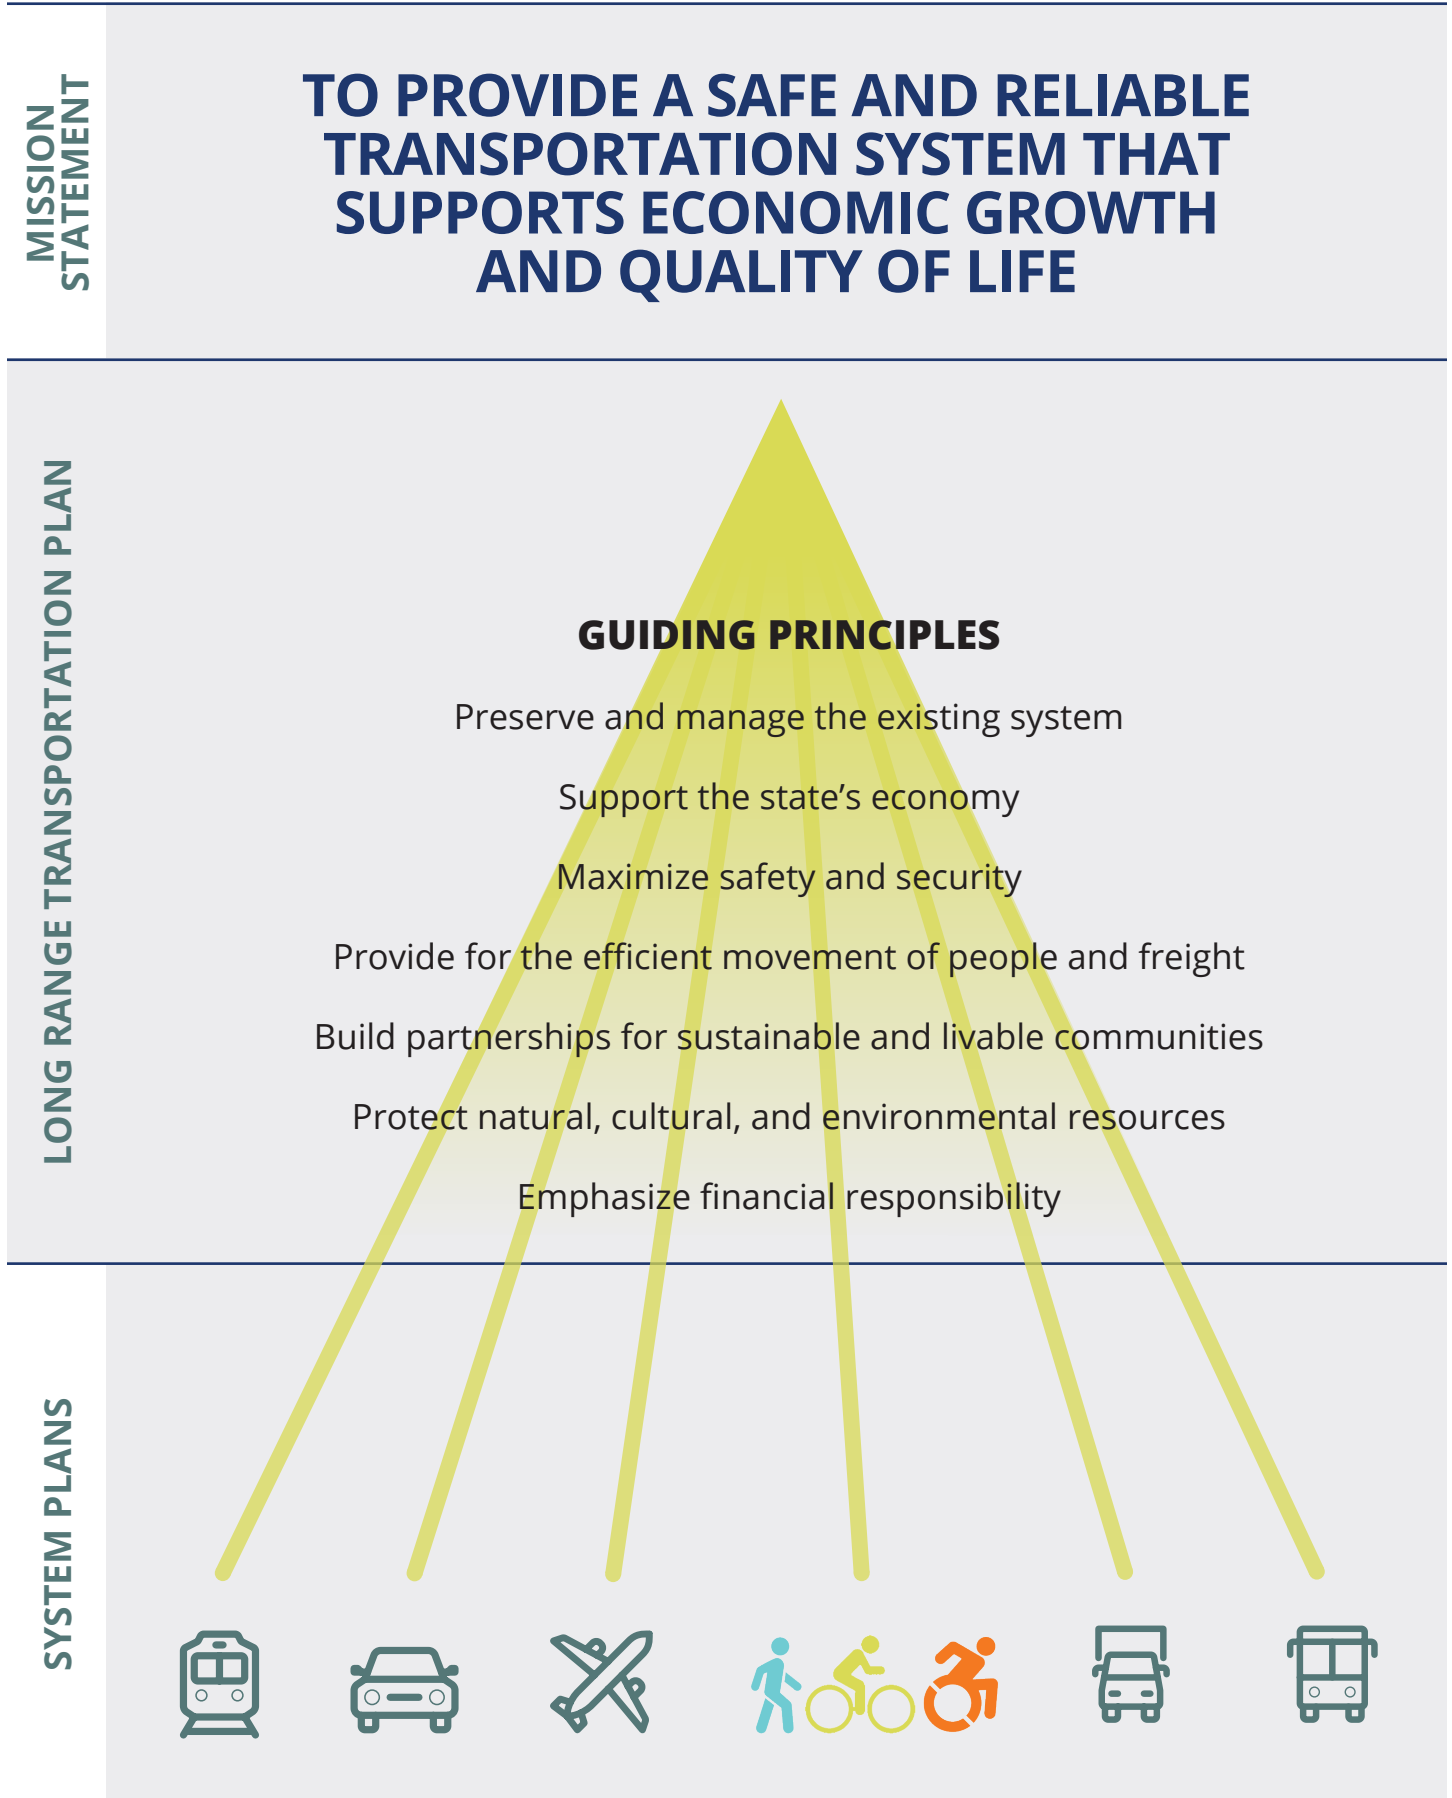 MISSION
STATEMENT
TO PROVIDE A SAFE AND RELIABLE
TRANSPORTATION SYSTEM THAT
SUPPORTS ECONOMIC GROWTH
AND QUALITY OF LIFE
LONG RANGE TRANSPORTATION PLAN
GUIDING PRINCIPLES
Preserve and manage the existing system
Support the state’s economy
Maximize safety and security
Provide for the efficient movement of people and freight
Build partnerships for sustainable and livable communities
Protect natural, cultural, and environmental resources
Emphasize financial responsibility
SYSTEM PLANS